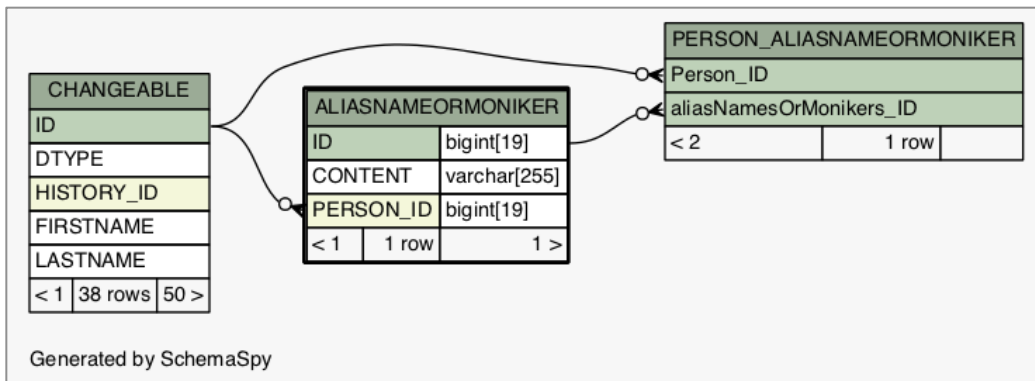 CHANGEABLE
ID
DTYPE
HISTORY_ID
FIRSTNAME
LASTNAME
< 1 38 rows 50 >
ALIASNAMEORMONIKER
ID bigint[19]
CONTENT varchar[255]
PERSON_ID bigint[19]
< 1 1 row 1 >
PERSON_ALIASNAMEORMONIKER
Person_ID
aliasNamesOrMonikers_ID
< 2 1 row
Generated by SchemaSpy